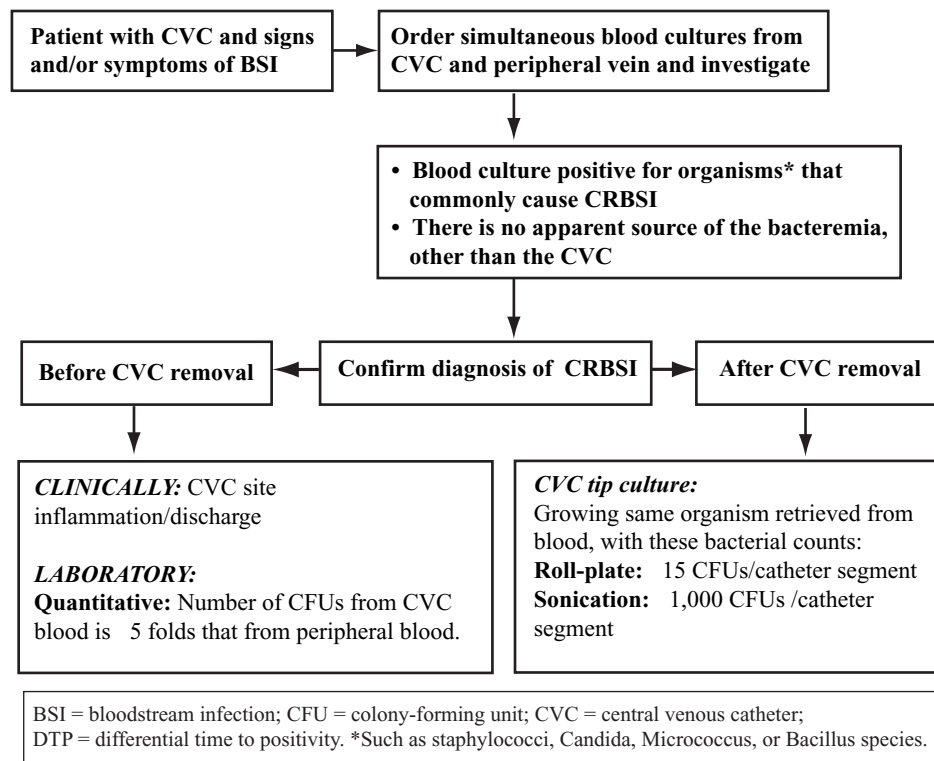 Patient with CVC and signs
and/or symptoms of BSI
Order simultaneous blood cultures from
CVC and peripheral vein and investigate
• Blood culture positive for organisms* that
commonly cause CRBSI
• There is no apparent source of the bacteremia,
other than the CVC
Before CVC removal
Confirm diagnosis of CRBSI
After CVC removal
CLINICALLY: CVC site
inflammation/discharge
LABORATORY:
Quantitative: Number of CFUs from CVC
blood is 5 folds that from peripheral blood.
CVC tip culture:
Growing same organism retrieved from
blood, with these bacterial counts:
Roll-plate: 15 CFUs/catheter segment
Sonication: 1,000 CFUs /catheter
segment
BSI = bloodstream infection; CFU = colony-forming unit; CVC = central venous catheter;
DTP = differential time to positivity. *Such as staphylococci, Candida, Micrococcus, or Bacillus species.